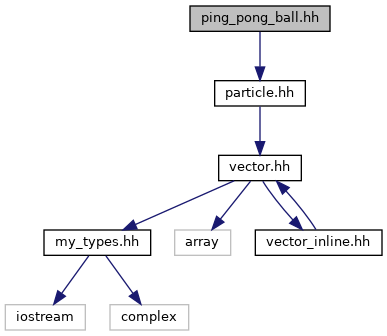 ping_pong_ball.hh
particle.hh
vector.hh
my_types.hh
array
vector_inline.hh
iostream
complex